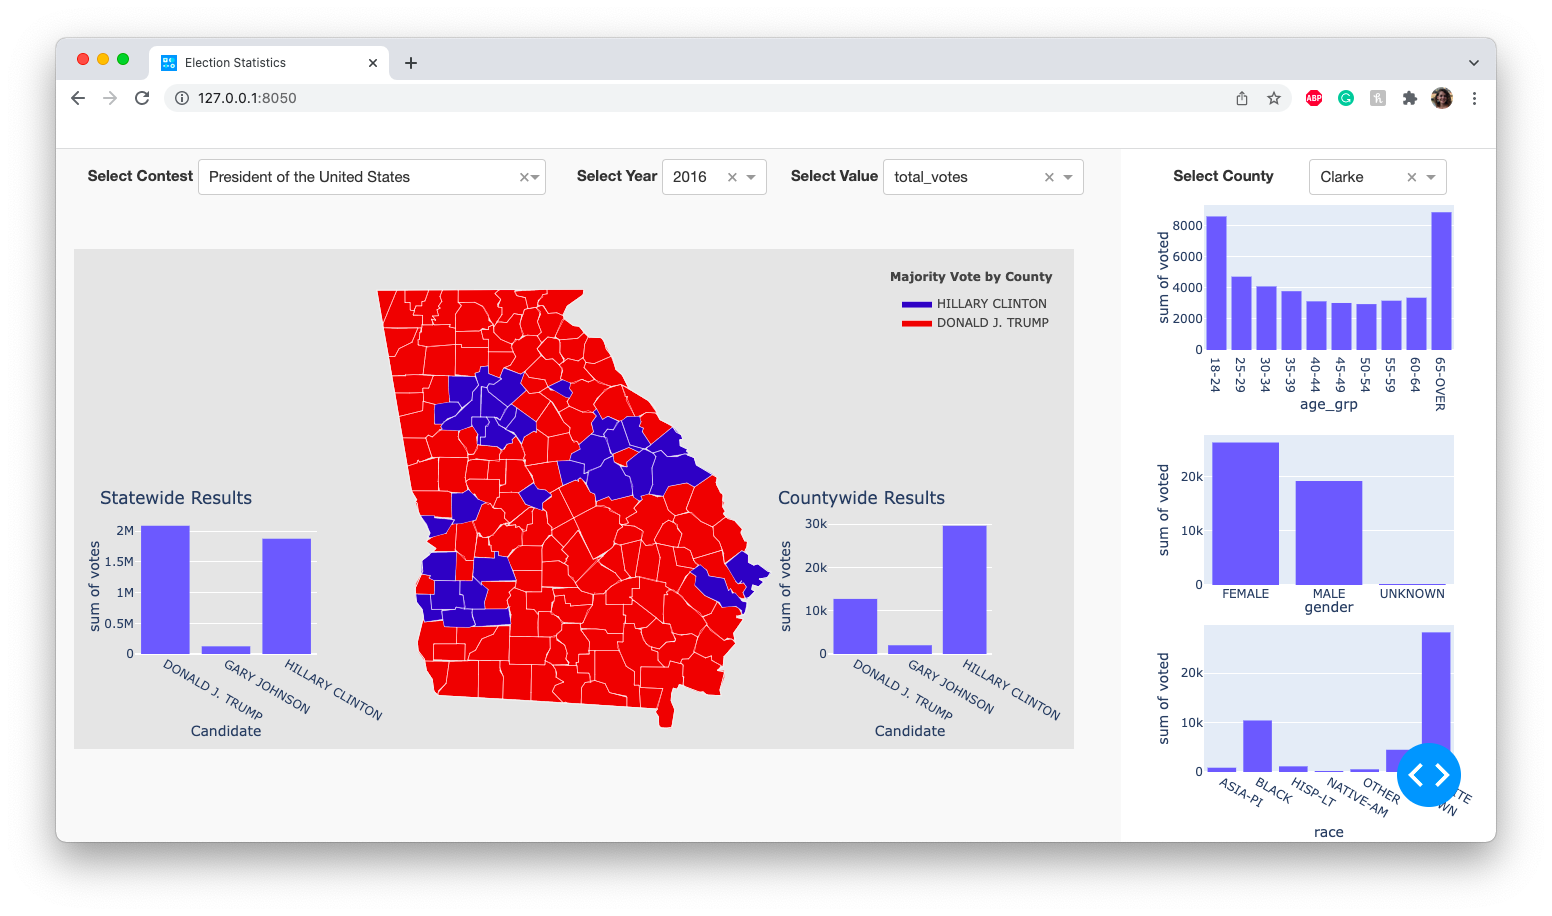 Election Statistics
127.0.0.1:8050
ABP
Select Contest President of the United States Select Year 2016 Select Value total_votes Select County Clarke
Majority Vote by County
HILLARY CLINTON
DONALD J. TRUMP
Statewide Results
sum of votes
2M
1.5M
1M
0.5M
0
DONALD J. TRUMP
GARY JOHNSON
HILLARY CLINTON
Candidate
Countywide Results
sum of votes
30k
20k
10k
0
DONALD J. TRUMP
GARY JOHNSON
HILLARY CLINTON
Candidate
sum of voted
8000
6000
4000
2000
0
18-24
25-29
30-34
35-39
40-44
45-49
50-54
55-59
60-64
65-OVER
age_grp
sum of voted
20k
10k
0
FEMALE MALE UNKNOWN
gender
sum of voted
20k
10k
0
ASIA-PI
BLACK
HISP-LT
NATIVE-AM
OTHER
race